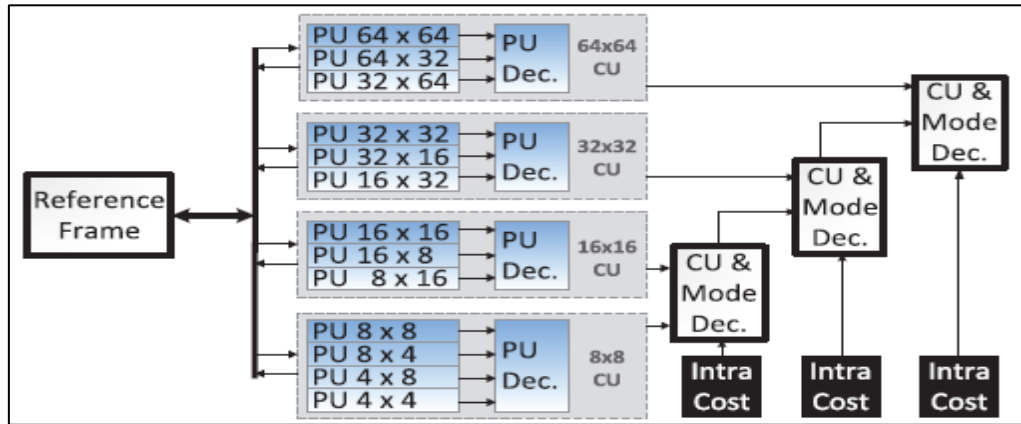 Reference
Frame
PU 64 x 64
PU 64 x 32
PU 32 x 64
PU
Dec.
64x64
CU
PU 32 x 32
PU 32 x 16
PU 16 x 32
PU
Dec.
32x32
CU
PU 16 x 16
PU 16 x 8
PU 8 x 16
PU
Dec.
16x16
CU
PU 8 x 8
PU 8 x 4
PU 4 x 8
PU 4 x 4
PU
Dec.
8x8
CU
CU &
Mode
Dec.
CU &
Mode
Dec.
CU &
Mode
Dec.
Intra
Cost
Intra
Cost
Intra
Cost